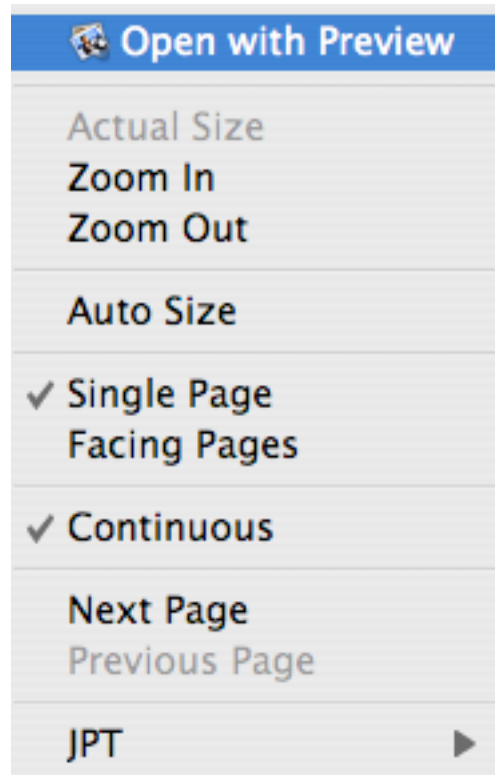 Open with Preview
Actual Size
Zoom In
Zoom Out
Auto Size
Single Page
Facing Pages
Continuous
Next Page
Previous Page
JPT